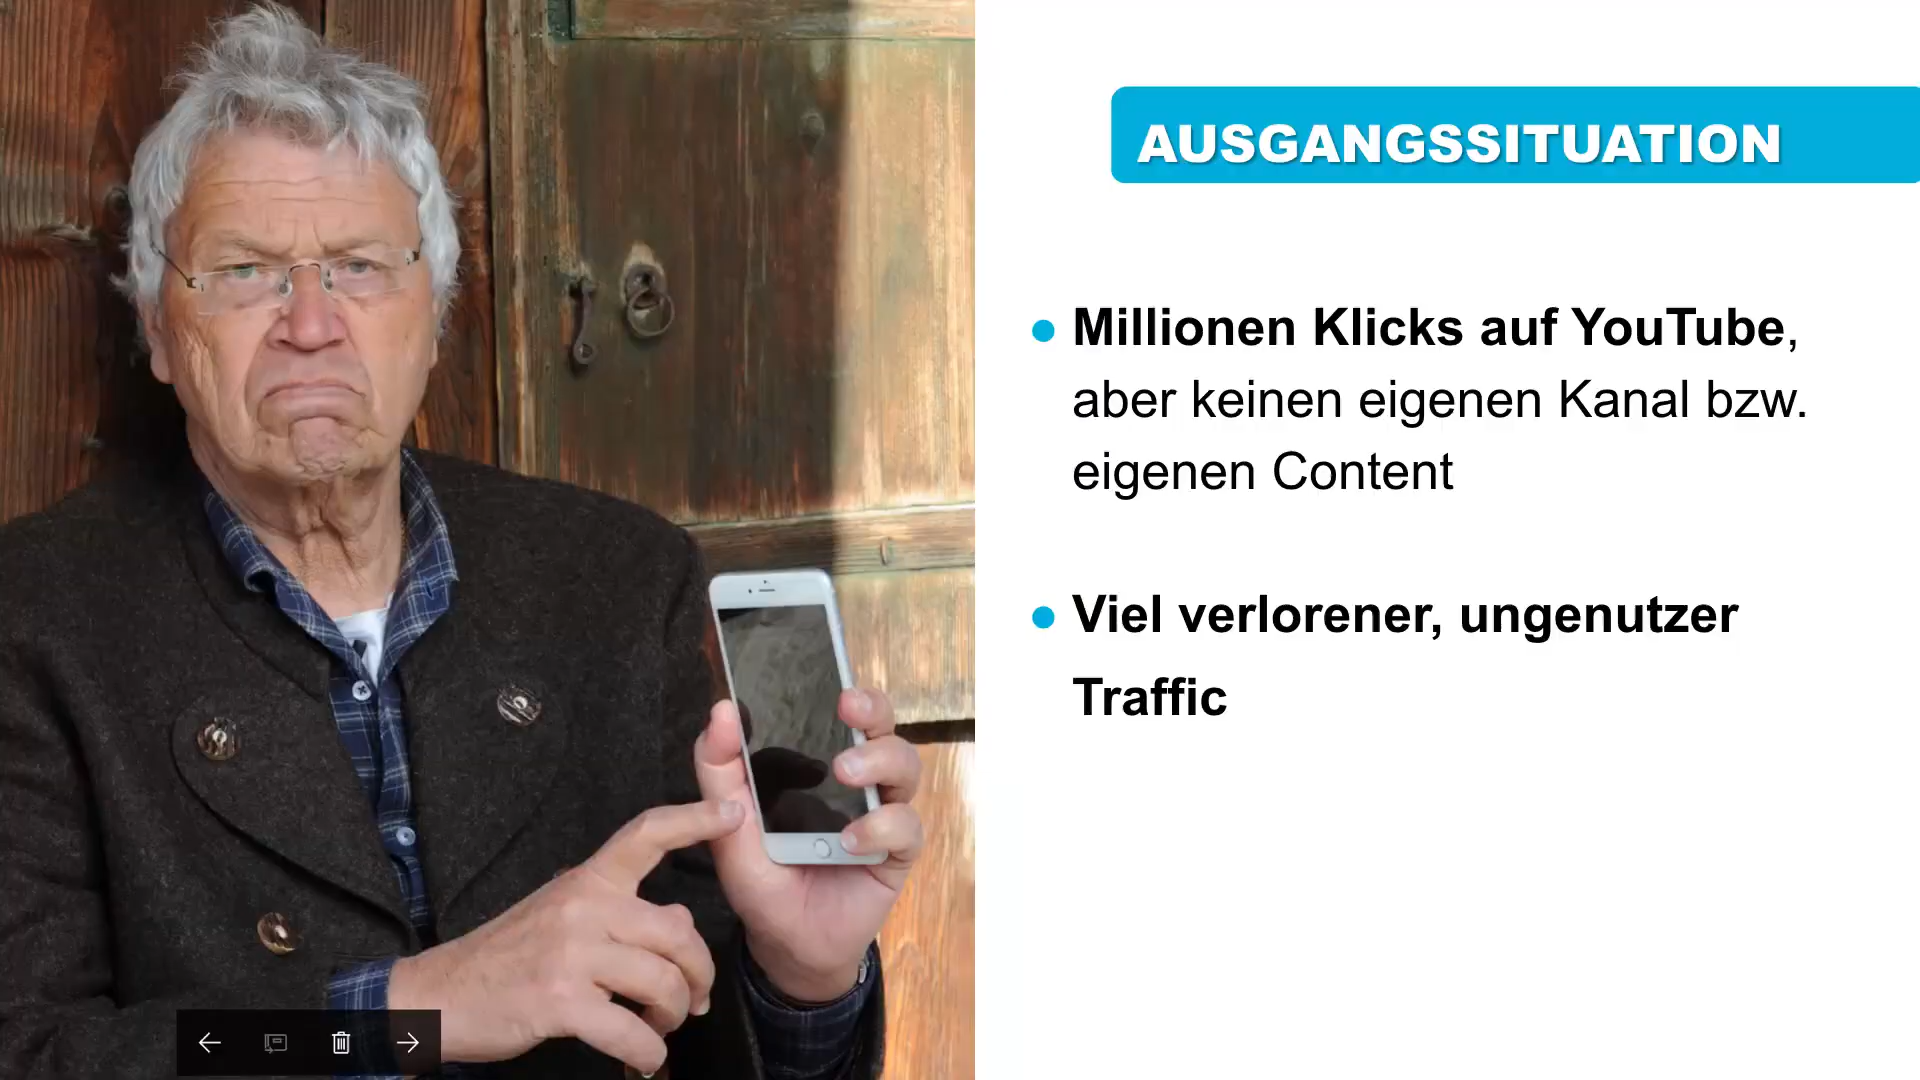 AUSGANGSSITUATION
Millionen Klicks auf YouTube,
aber keinen eigenen Kanal bzw.
eigenen Content
Viel verlorener, ungenutzer
Traffic